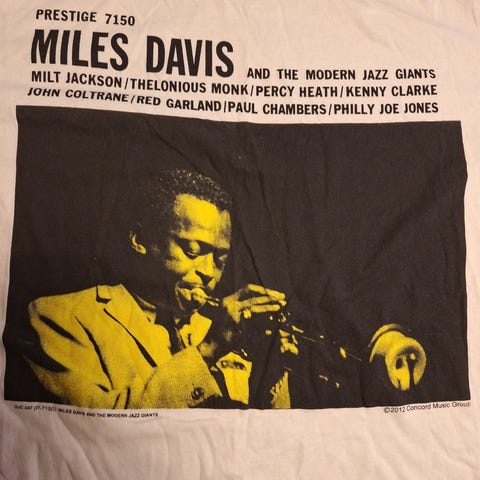 PRESTIGE 7150
MILES DAVIS AND THE MODERN JAZZ GIANTS
MILT JACKSON/THELONIOUS MONK/PERCY HEATH/KENNY CLARKE
JOHN COLTRANE/RED GARLAND/PAUL CHAMBERS/PHILLY JOE JONES
(P-7150) MILES DAVIS AND THE MODERN JAZZ GIANTS
©2012 Concord Music Group